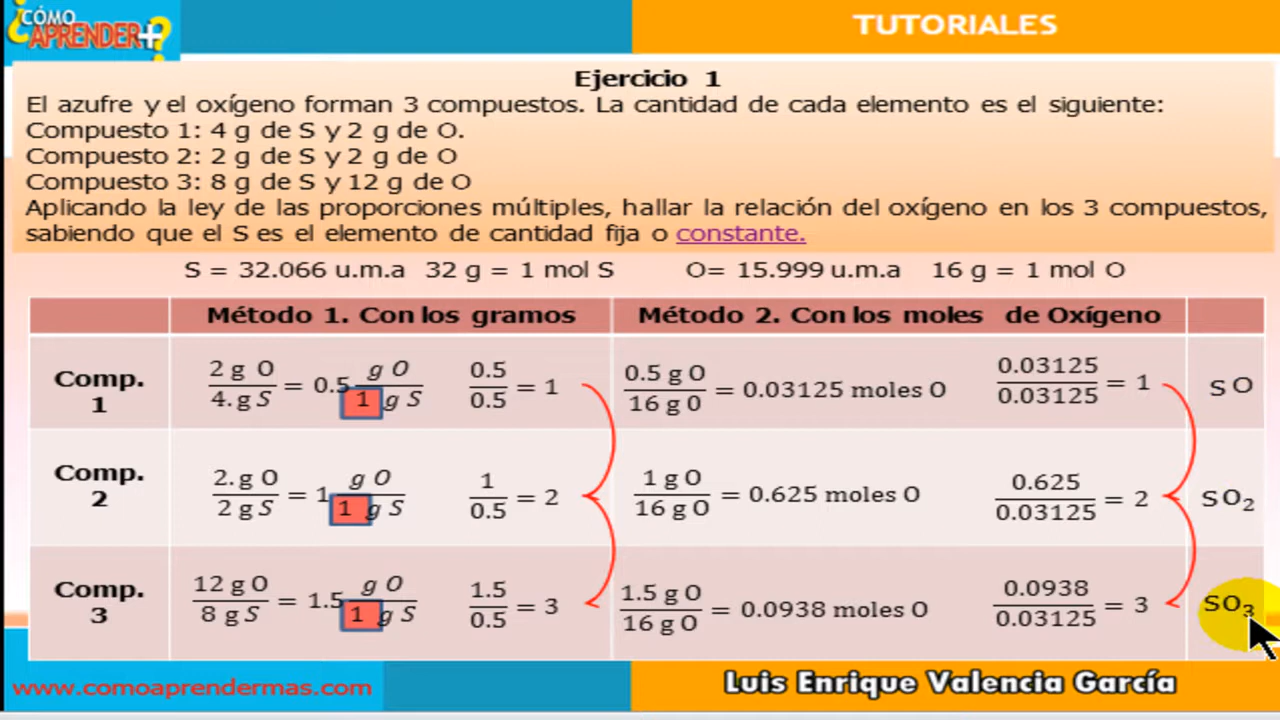 ¿CÓMO
APRENDER+?
TUTORIALES
Ejercicio 1
El azufre y el oxígeno forman 3 compuestos. La cantidad de cada elemento es el siguiente:
Compuesto 1: 4 g de S y 2 g de O.
Compuesto 2: 2 g de S y 2 g de O
Compuesto 3: 8 g de S y 12 g de O
Aplicando la ley de las proporciones múltiples, hallar la relación del oxígeno en los 3 compuestos,
sabiendo que el S es el elemento de cantidad fija o constante.
S = 32.066 u.m.a 32 g = 1 mol S O= 15.999 u.m.a 16 g = 1 mol O
Método 1. Con los gramos Método 2. Con los moles de Oxígeno
Comp. 1 2 g O / 4.g S = 0.5 g O / 1 g S 0.5 / 0.5 = 1 0.5 g O / 16 g O = 0.03125 moles O 0.03125 / 0.03125 = 1 S O
Comp. 2 2.g O / 2 g S = 1 g O / 1 g S 1 / 0.5 = 2 1 g O / 16 g O = 0.625 moles O 0.625 / 0.03125 = 2 S O₂
Comp. 3 12 g O / 8 g S = 1.5 g O / 1 g S 1.5 / 0.5 = 3 1.5 g O / 16 g O = 0.0938 moles O 0.0938 / 0.03125 = 3 SO₃
www.comoaprendermas.com
Luis Enrique Valencia García